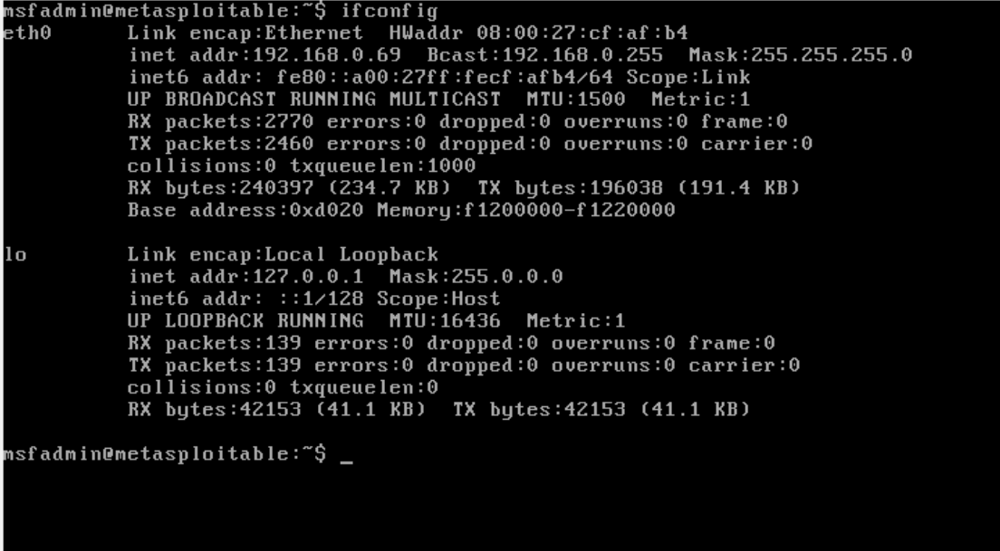 msfadmin@metasploitable:~$ ifconfig
eth0      Link encap:Ethernet  HWaddr 08:00:27:cf:af:b4
          inet addr:192.168.0.69  Bcast:192.168.0.255  Mask:255.255.255.0
          inet6 addr: fe80::a00:27ff:fecf:afb4/64 Scope:Link
          UP BROADCAST RUNNING MULTICAST  MTU:1500  Metric:1
          RX packets:2770 errors:0 dropped:0 overruns:0 frame:0
          TX packets:2460 errors:0 dropped:0 overruns:0 carrier:0
          collisions:0 txqueuelen:1000
          RX bytes:240397 (234.7 KB)  TX bytes:196038 (191.4 KB)
          Base address:0xd020 Memory:f1200000-f1220000
lo        Link encap:Local Loopback
          inet addr:127.0.0.1  Mask:255.0.0.0
          inet6 addr: ::1/128 Scope:Host
          UP LOOPBACK RUNNING  MTU:16436  Metric:1
          RX packets:139 errors:0 dropped:0 overruns:0 frame:0
          TX packets:139 errors:0 dropped:0 overruns:0 carrier:0
          collisions:0 txqueuelen:0
          RX bytes:42153 (41.1 KB)  TX bytes:42153 (41.1 KB)
msfadmin@metasploitable:~$ _